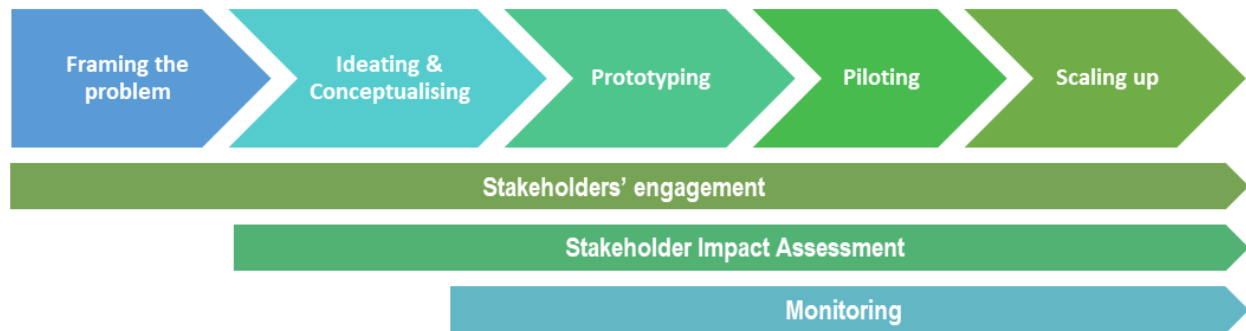 Framing the
problem
Ideating &
Conceptualising
Prototyping
Piloting
Scaling up
Stakeholders’ engagement
Stakeholder Impact Assessment
Monitoring